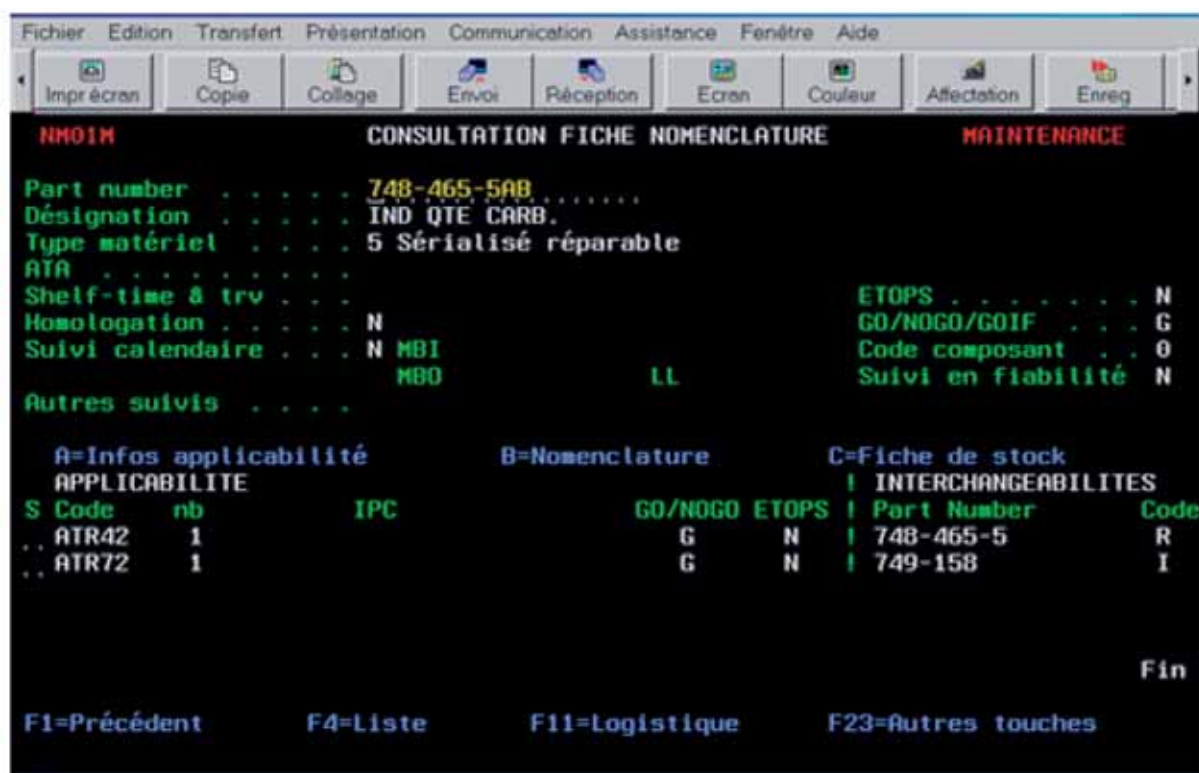 Fichier Edition Transfert Présentation Communication Assistance Fenêtre Aide
Impr écran Copie Collage Envoi Réception Ecran Couleur Affectation Enreg
NM01M CONSULTATION FICHE NOMENCLATURE MAINTENANCE
Part number . . . . . 748-465-5AB
Désignation . . . . . IND QTE CARB.
Type matériel . . . . 5 Sérialisé réparable
ATA . . . . . . . . .
Shelf-time & trv . . . ETOPS . . . . . . . N
Homologation . . . . . N GO/NOGO/GOIF . . . G
Suivi calendaire . . . N MBI Code composant . . 0
MBO LL Suivi en fiabilité N
Autres suivis . . . .
A=Infos applicabilité B=Nomenclature C=Fiche de stock
APPLICABILITE ! INTERCHANGEABILITES
S Code nb IPC GO/NOGO ETOPS ! Part Number Code
.. ATR42 1 G N ! 748-465-5 R
.. ATR72 1 G N ! 749-158 I
Fin
F1=Précédent F4=Liste F11=Logistique F23=Autres touches